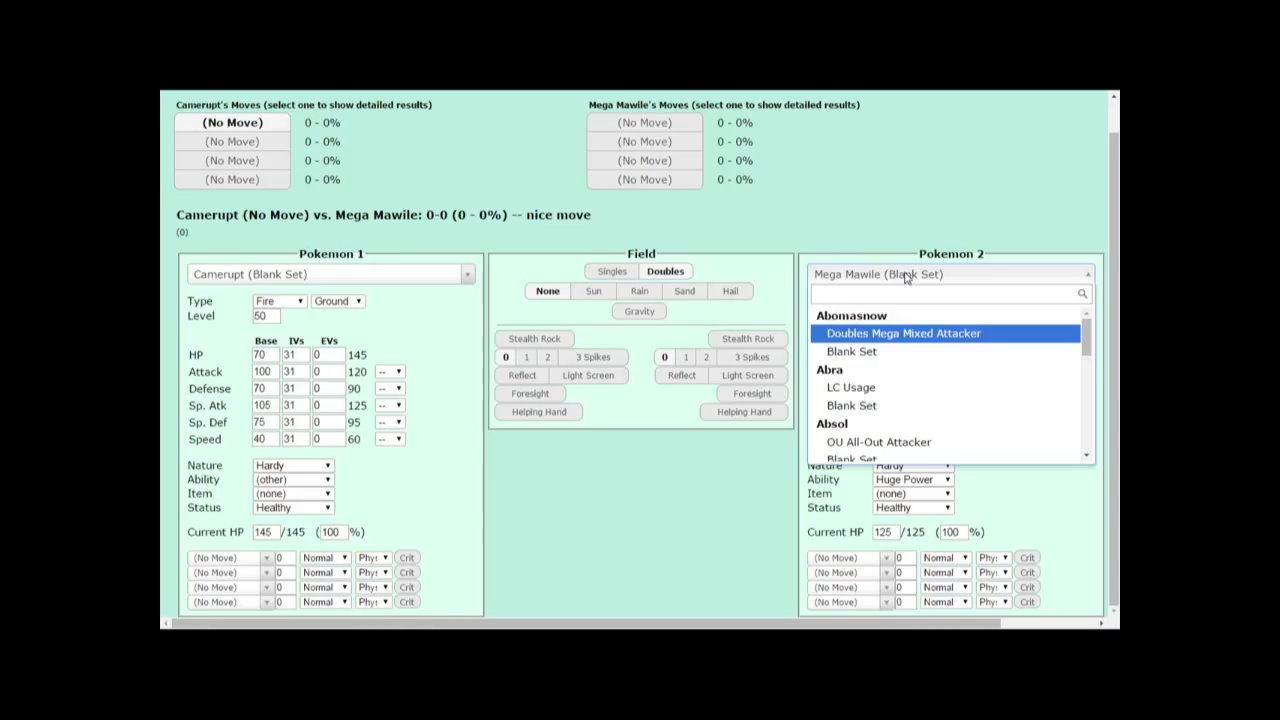 Camerupt's Moves (select one to show detailed results)
Mega Mawile's Moves (select one to show detailed results)
(No Move) 0 - 0% (No Move) 0 - 0%
(No Move) 0 - 0% (No Move) 0 - 0%
(No Move) 0 - 0% (No Move) 0 - 0%
(No Move) 0 - 0% (No Move) 0 - 0%
Camerupt (No Move) vs. Mega Mawile: 0-0 (0 - 0%) -- nice move
(0)
Pokemon 1
Camerupt (Blank Set)
Type Fire Ground
Level 50
Base IVs EVs
HP 70 31 0 145
Attack 100 31 0 120 --
Defense 70 31 0 90 --
Sp. Atk 105 31 0 125 --
Sp. Def 75 31 0 95 --
Speed 40 31 0 60 --
Nature Hardy
Ability (other)
Item (none)
Status Healthy
Current HP 145 /145 (100 %)
(No Move) 0 Normal Phys Crit
(No Move) 0 Normal Phys Crit
(No Move) 0 Normal Phys Crit
(No Move) 0 Normal Phys Crit
Field
Singles Doubles
None Sun Rain Sand Hail
Gravity
Stealth Rock Stealth Rock
0 1 2 3 Spikes 0 1 2 3 Spikes
Reflect Light Screen Reflect Light Screen
Foresight Foresight
Helping Hand Helping Hand
Pokemon 2
Mega Mawile (Blank Set)
Abomasnow
Doubles Mega Mixed Attacker
Blank Set
Abra
LC Usage
Blank Set
Absol
OU All-Out Attacker
Blank Set
Nature Hardy
Ability Huge Power
Item (none)
Status Healthy
Current HP 125 /125 (100 %)
(No Move) 0 Normal Phys Crit
(No Move) 0 Normal Phys Crit
(No Move) 0 Normal Phys Crit
(No Move) 0 Normal Phys Crit